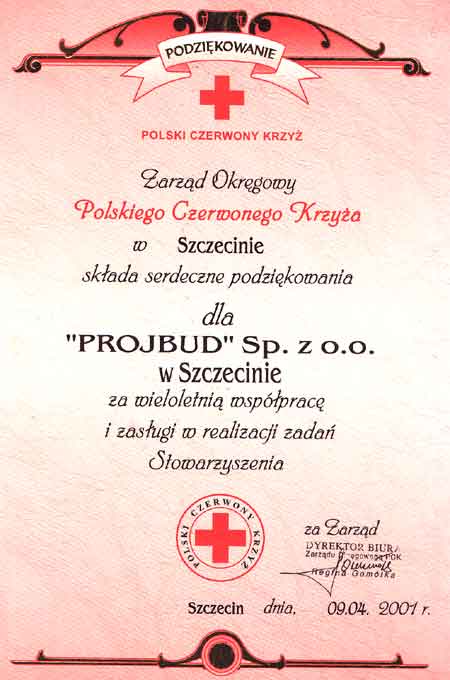 PODZIĘKOWANIE
POLSKI CZERWONY KRZYŻ
Zarząd Okręgowy
Polskiego Czerwonego Krzyża
w Szczecinie
składa serdeczne podziękowania
dla
"PROJBUD" Sp. z o.o.
w Szczecinie
za wieloletnią współpracę
i zasługi w realizacji zadań
Stowarzyszenia
POLSKI CZERWONY KRZYŻ
za Zarząd
DYREKTOR BIURA
Zarządu PCK
Regina Gomółka
Szczecin dnia, 09.04. 2001 r.